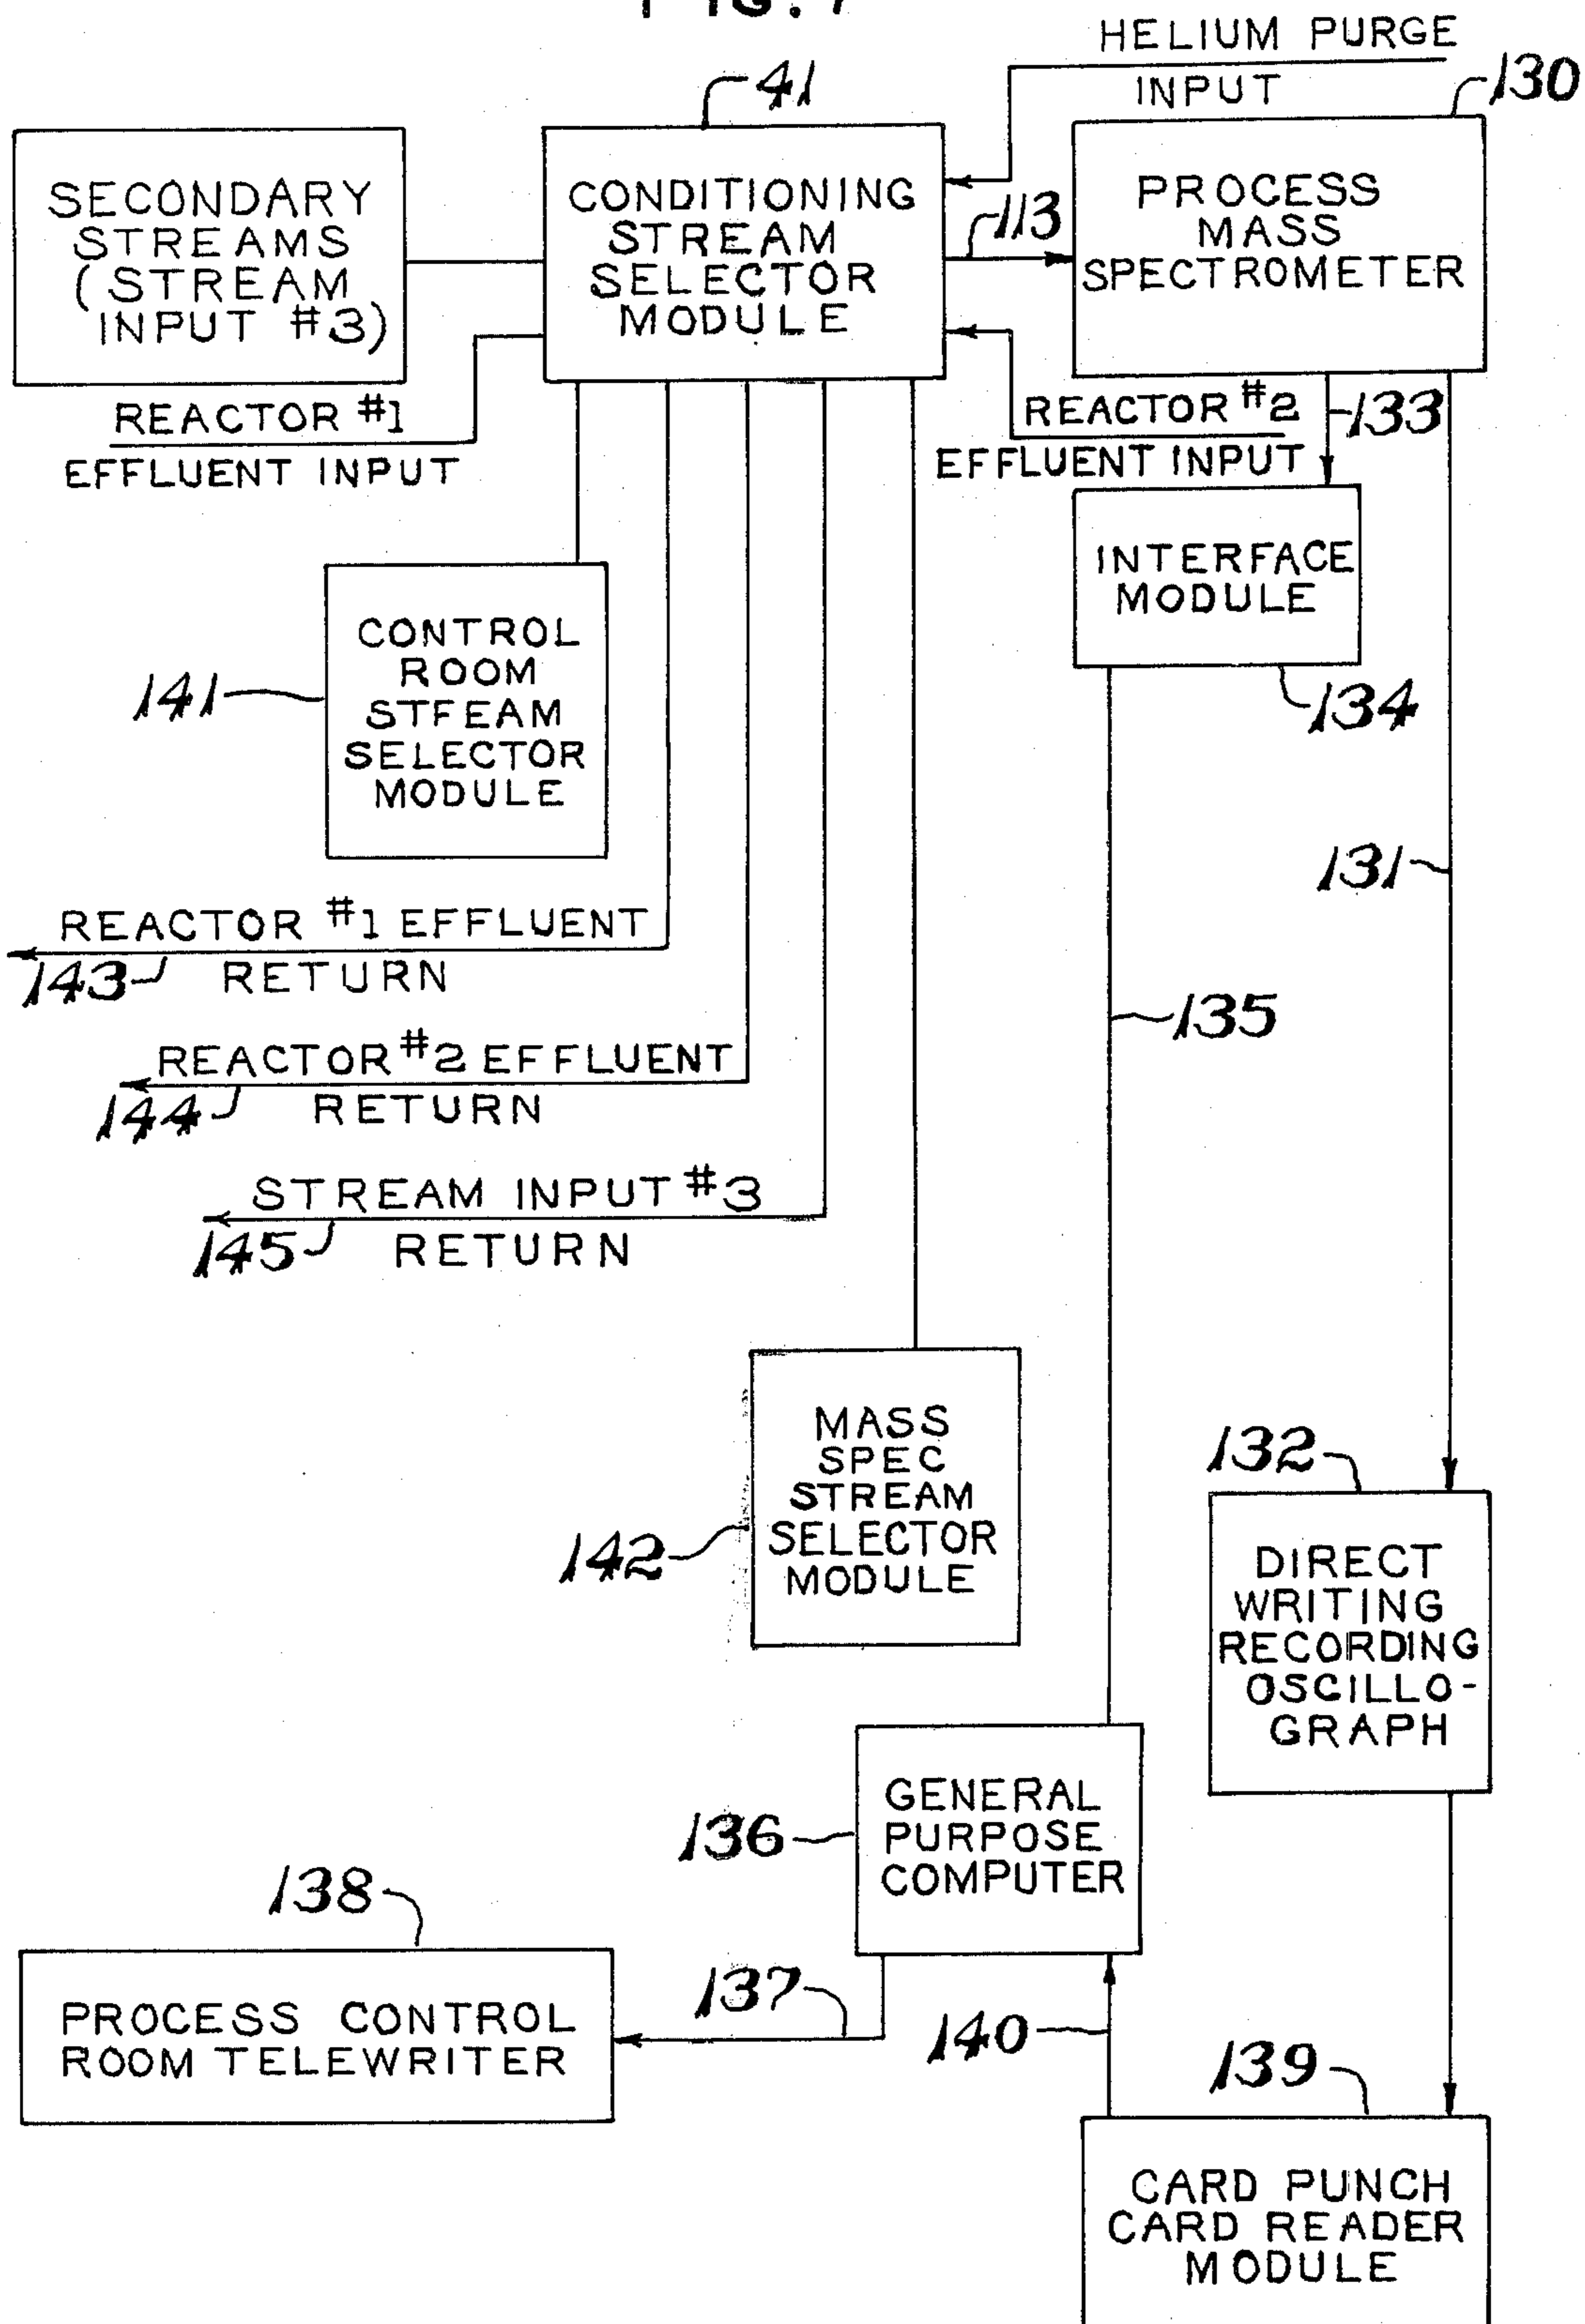 FIG. 7
HELIUM PURGE
INPUT
130
41
SECONDARY
STREAMS
(STREAM
INPUT #3)
CONDITIONING
STREAM
SELECTOR
MODULE
113
PROCESS
MASS
SPECTROMETER
REACTOR #1
EFFLUENT INPUT
REACTOR #2
EFFLUENT INPUT
133
INTERFACE
MODULE
134
CONTROL
ROOM
STFEAM
SELECTOR
MODULE
141
131
REACTOR #1 EFFLUENT
143 RETURN
135
REACTOR #2 EFFLUENT
144 RETURN
STREAM INPUT #3
145 RETURN
MASS
SPEC
STREAM
SELECTOR
MODULE
142
132
DIRECT
WRITING
RECORDING
OSCILLO-
GRAPH
GENERAL
PURPOSE
COMPUTER
136
138
137
PROCESS CONTROL
ROOM TELEWRITER
140
139
CARD PUNCH
CARD READER
MODULE